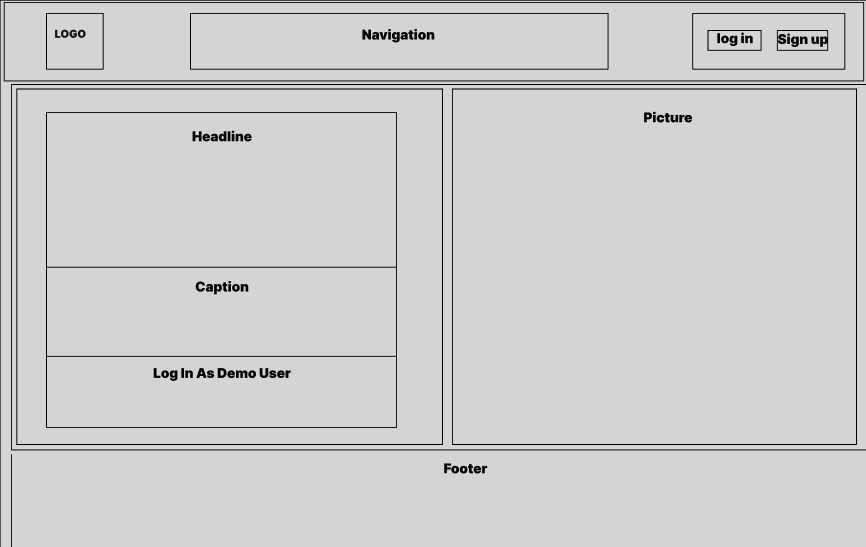 LOGO
Navigation
log in
Sign up
Headline
Picture
Caption
Log In As Demo User
Footer